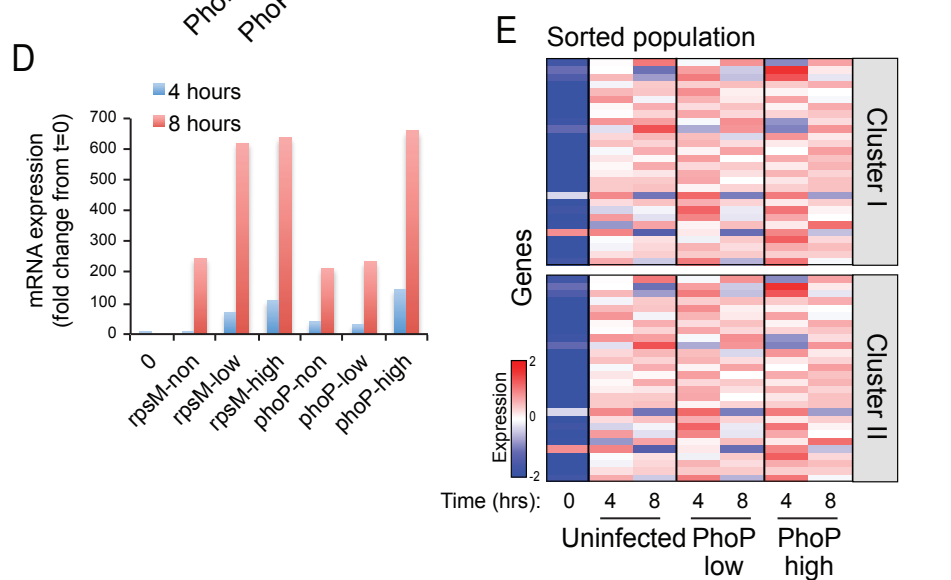 Pho
Pho
D
4 hours
8 hours
mRNA expression
(fold change from t=0)
700
600
500
400
300
200
100
0
0
rpsM-non
rpsM-low
rpsM-high
phoP-non
phoP-low
phoP-high
E
Sorted population
Genes
Cluster I
Cluster II
Expression
2
0
-2
Time (hrs): 0 4 8 4 8 4 8
Uninfected PhoP PhoP
low high